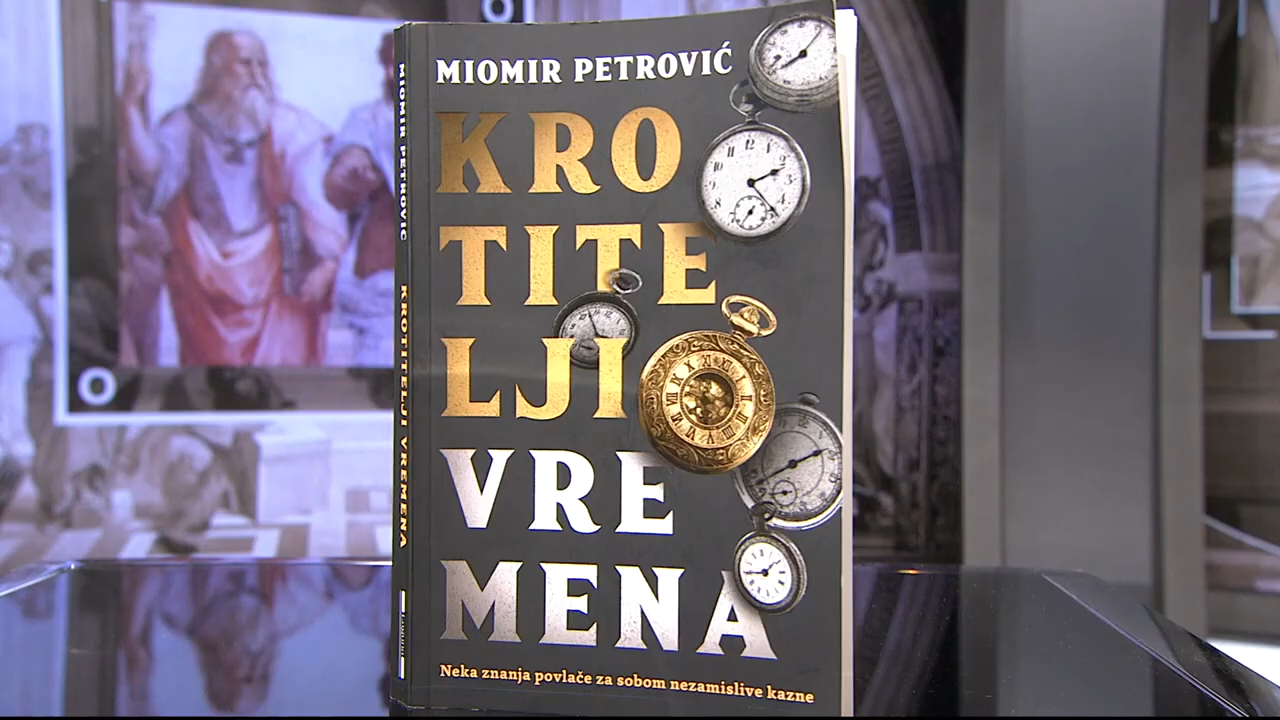 MIOMIR PETROVIĆ
KRO
TITE
LJI
VRE
MENA
Neka znanja povlače za sobom nezamislive kazne
MIOMIR PETROVIĆ KROTITELJI VREMENA